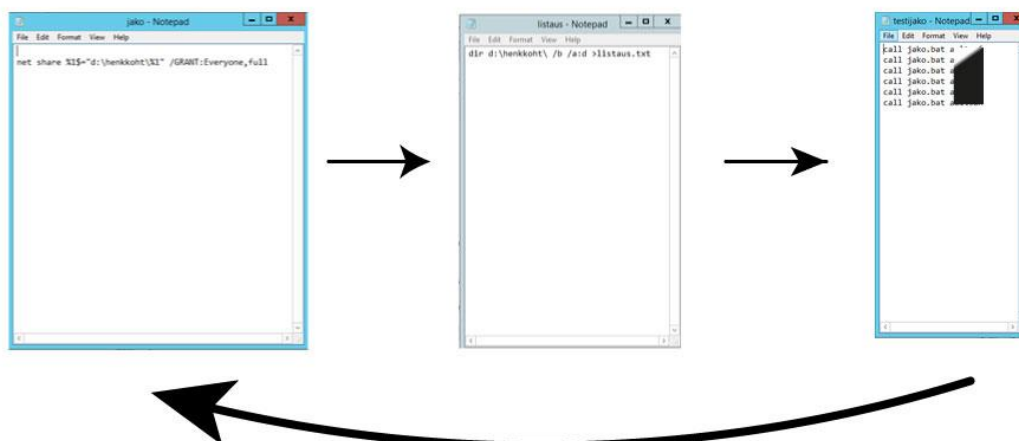 jako - Notepad
File Edit Format View Help
net share %1$="d:\henkkoht\%1" /GRANT:Everyone,full
listaus - Notepad
File Edit Format View Help
dir d:\henkkoht\ /b /a:d >listaus.txt
testijako - Notepad
File Edit Format View Help
call jako.bat
call jako.bat
call jako.bat
call jako.bat
call jako.bat
call jako.bat